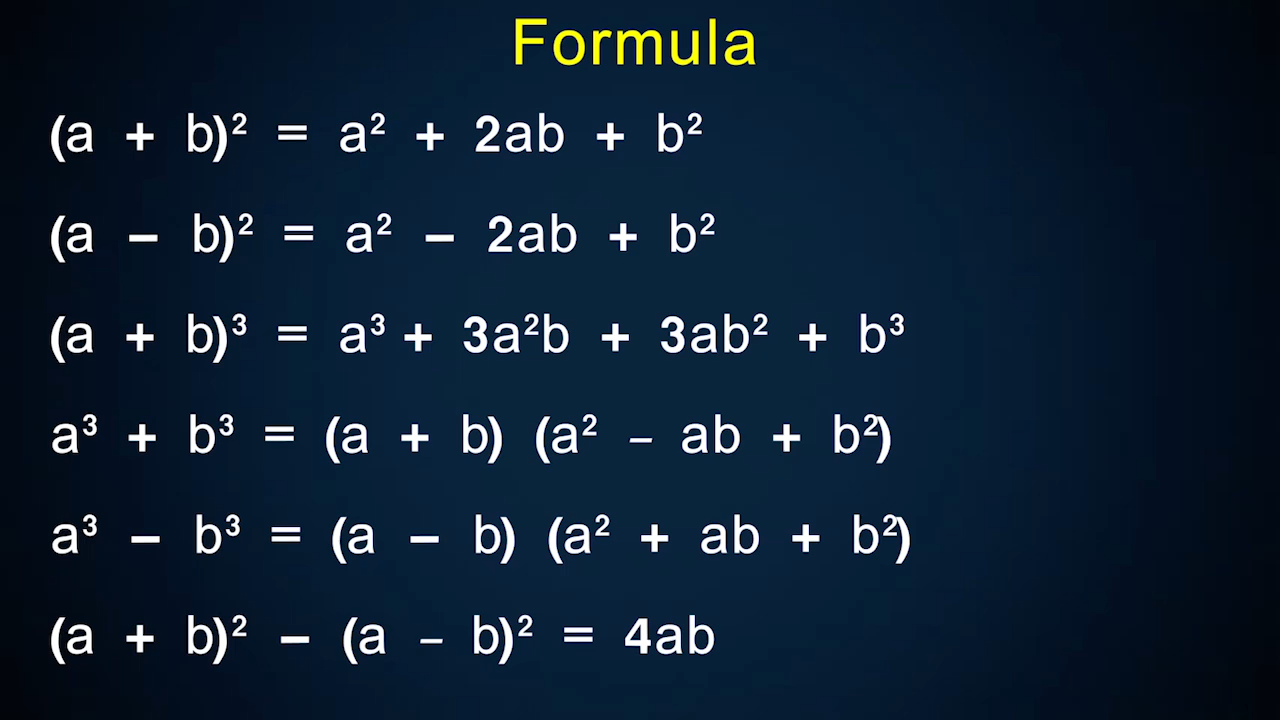 Formula
(a + b)² = a² + 2ab + b²
(a – b)² = a² – 2ab + b²
(a + b)³ = a³ + 3a²b + 3ab² + b³
a³ + b³ = (a + b) (a² – ab + b²)
a³ – b³ = (a – b) (a² + ab + b²)
(a + b)² – (a – b)² = 4ab